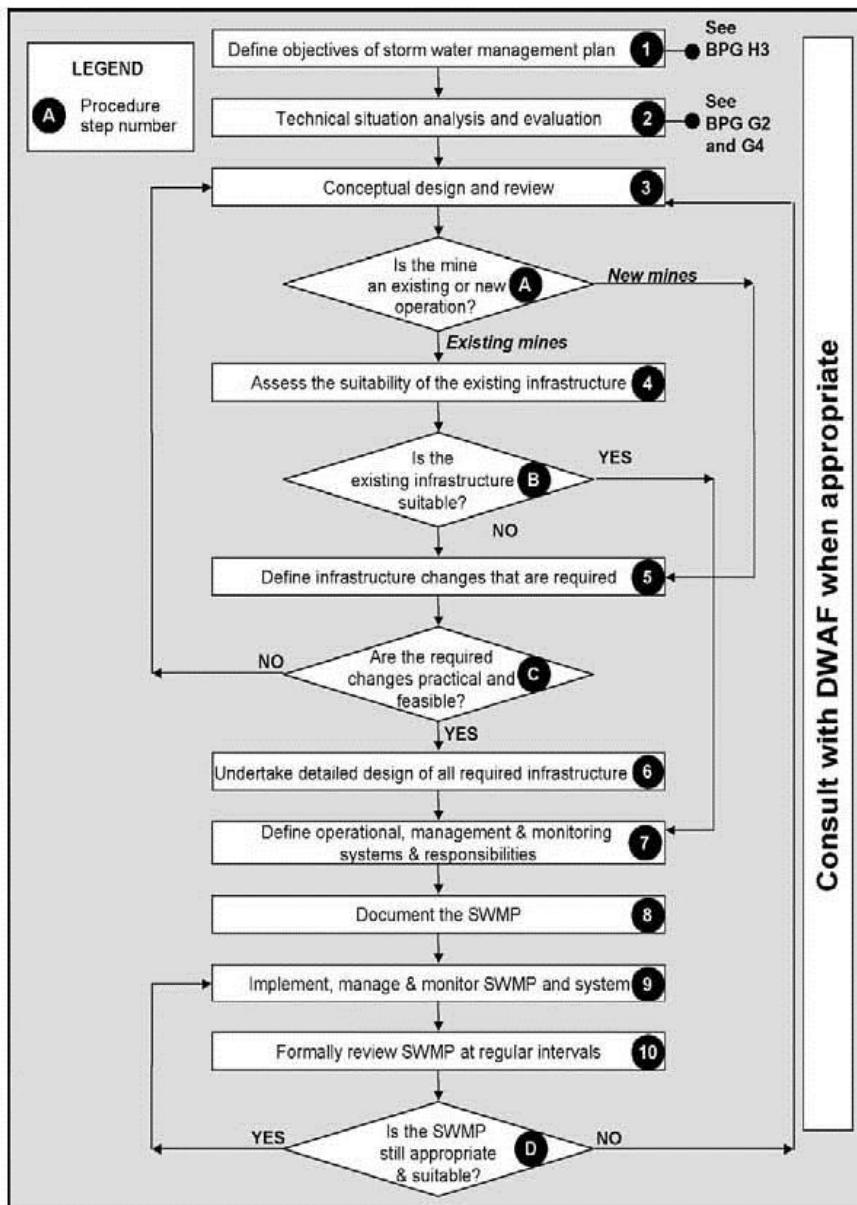 LEGEND
A
Procedure
step number
Define objectives of storm water management plan 1
See
BPG H3
Technical situation analysis and evaluation 2
See
BPG G2
and G4
Conceptual design and review 3
Is the mine
an existing or new
operation?
A
New mines
Existing mines
Assess the suitability of the existing infrastructure 4
Is the
existing infrastructure
suitable?
B
YES
NO
Define infrastructure changes that are required 5
Are the required
changes practical and
feasible?
C
NO
YES
Undertake detailed design of all required infrastructure 6
Define operational, management & monitoring
systems & responsibilities
7
Document the SWMP 8
Implement, manage & monitor SWMP and system 9
Formally review SWMP at regular intervals 10
Is the SWMP
still appropriate
& suitable?
D
YES
NO
Consult with DWAF when appropriate